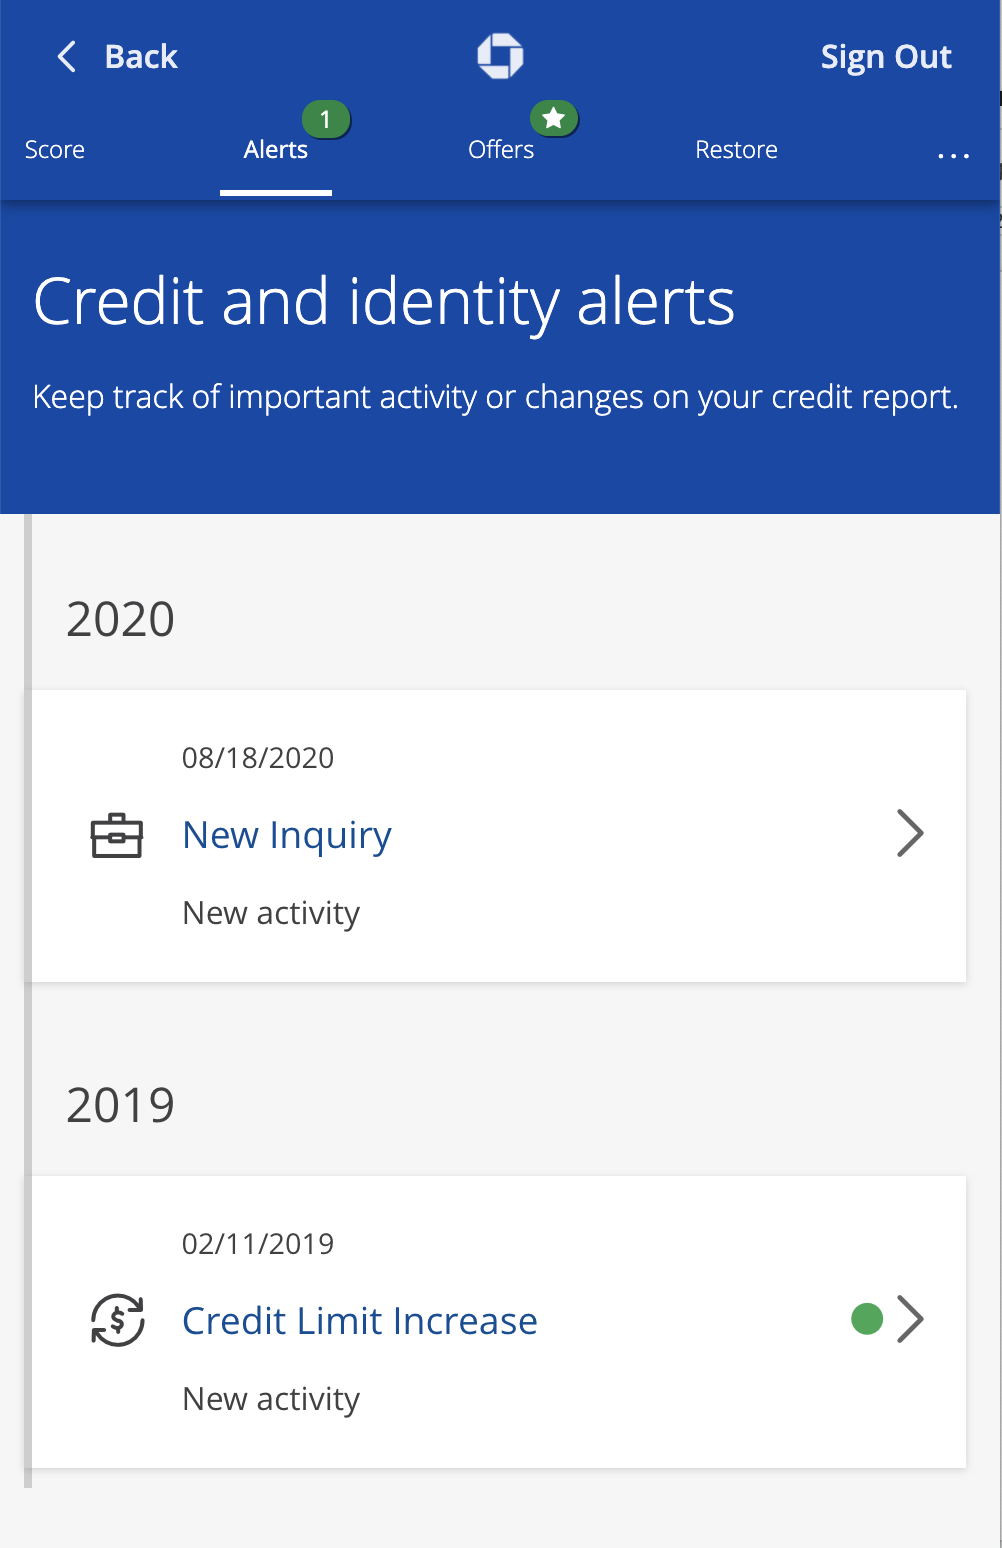 Back
Sign Out
1
Score
Alerts
Offers
Restore
...
Credit and identity alerts
Keep track of important activity or changes on your credit report.
2020
08/18/2020
New Inquiry
New activity
2019
02/11/2019
$
Credit Limit Increase
New activity